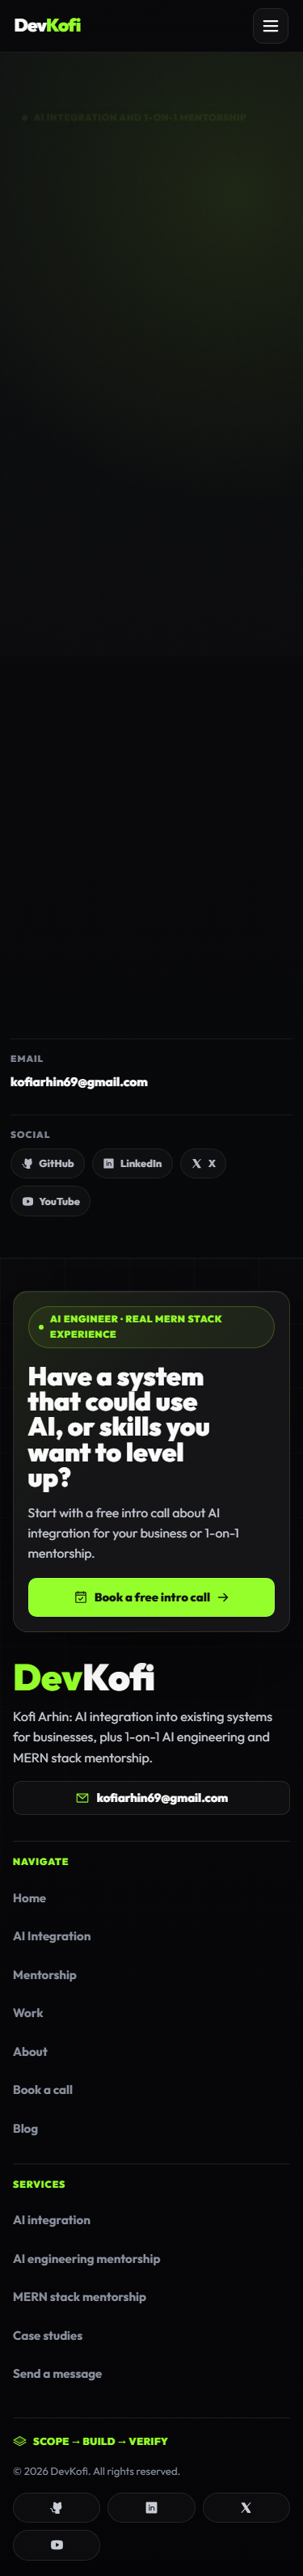 DevKofi
AI INTEGRATION AND 1-ON-1 MENTORSHIP
EMAIL
kofiarhin69@gmail.com
SOCIAL
GitHub
LinkedIn
X
YouTube
AI ENGINEER · REAL MERN STACK
EXPERIENCE
Have a system
that could use
AI, or skills you
want to level
up?
Start with a free intro call about AI
integration for your business or 1-on-1
mentorship.
Book a free intro call →
DevKofi
Kofi Arhin: AI integration into existing systems
for businesses, plus 1-on-1 AI engineering and
MERN stack mentorship.
kofiarhin69@gmail.com
NAVIGATE
Home
AI Integration
Mentorship
Work
About
Book a call
Blog
SERVICES
AI integration
AI engineering mentorship
MERN stack mentorship
Case studies
Send a message
SCOPE → BUILD → VERIFY
© 2026 DevKofi. All rights reserved.